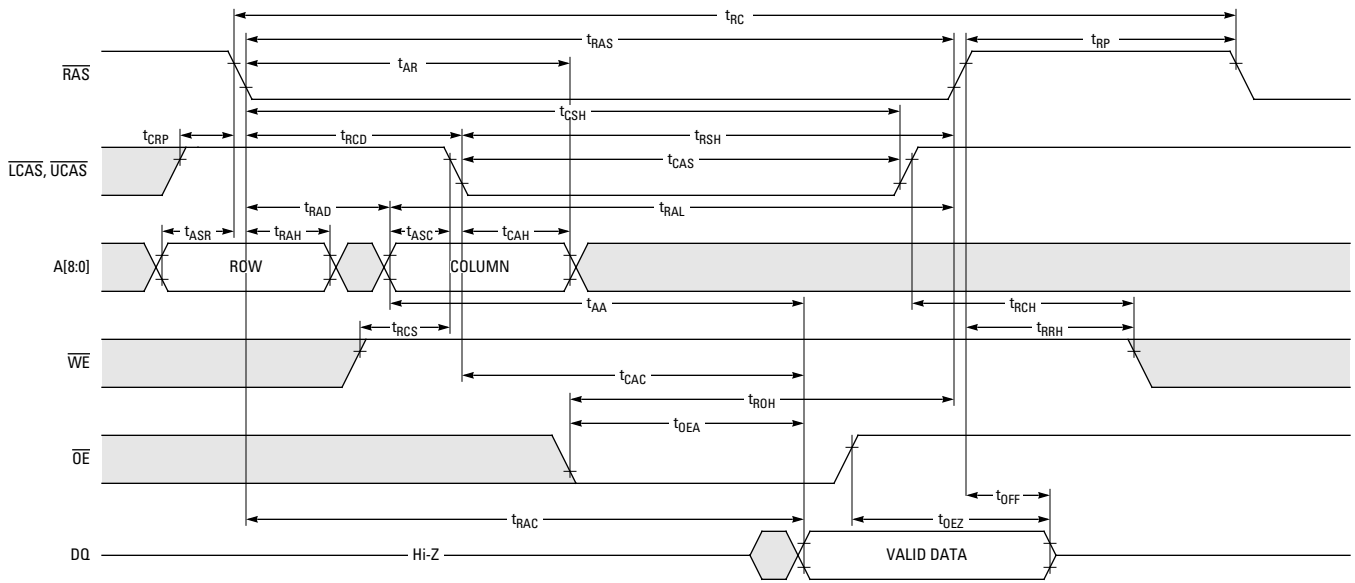 tRC
tRAS
tRP
tAR
RAS
tCSH
tCRP
tRCD
tRSH
tCAS
LCAS, UCAS
tRAD
tRAL
tASR
tRAH
tASC
tCAH
A[8:0]
ROW
COLUMN
tAA
tRCH
tRCS
tRRH
WE
tCAC
tROH
tOEA
OE
tOFF
tRAC
tOEZ
DQ
Hi-Z
VALID DATA